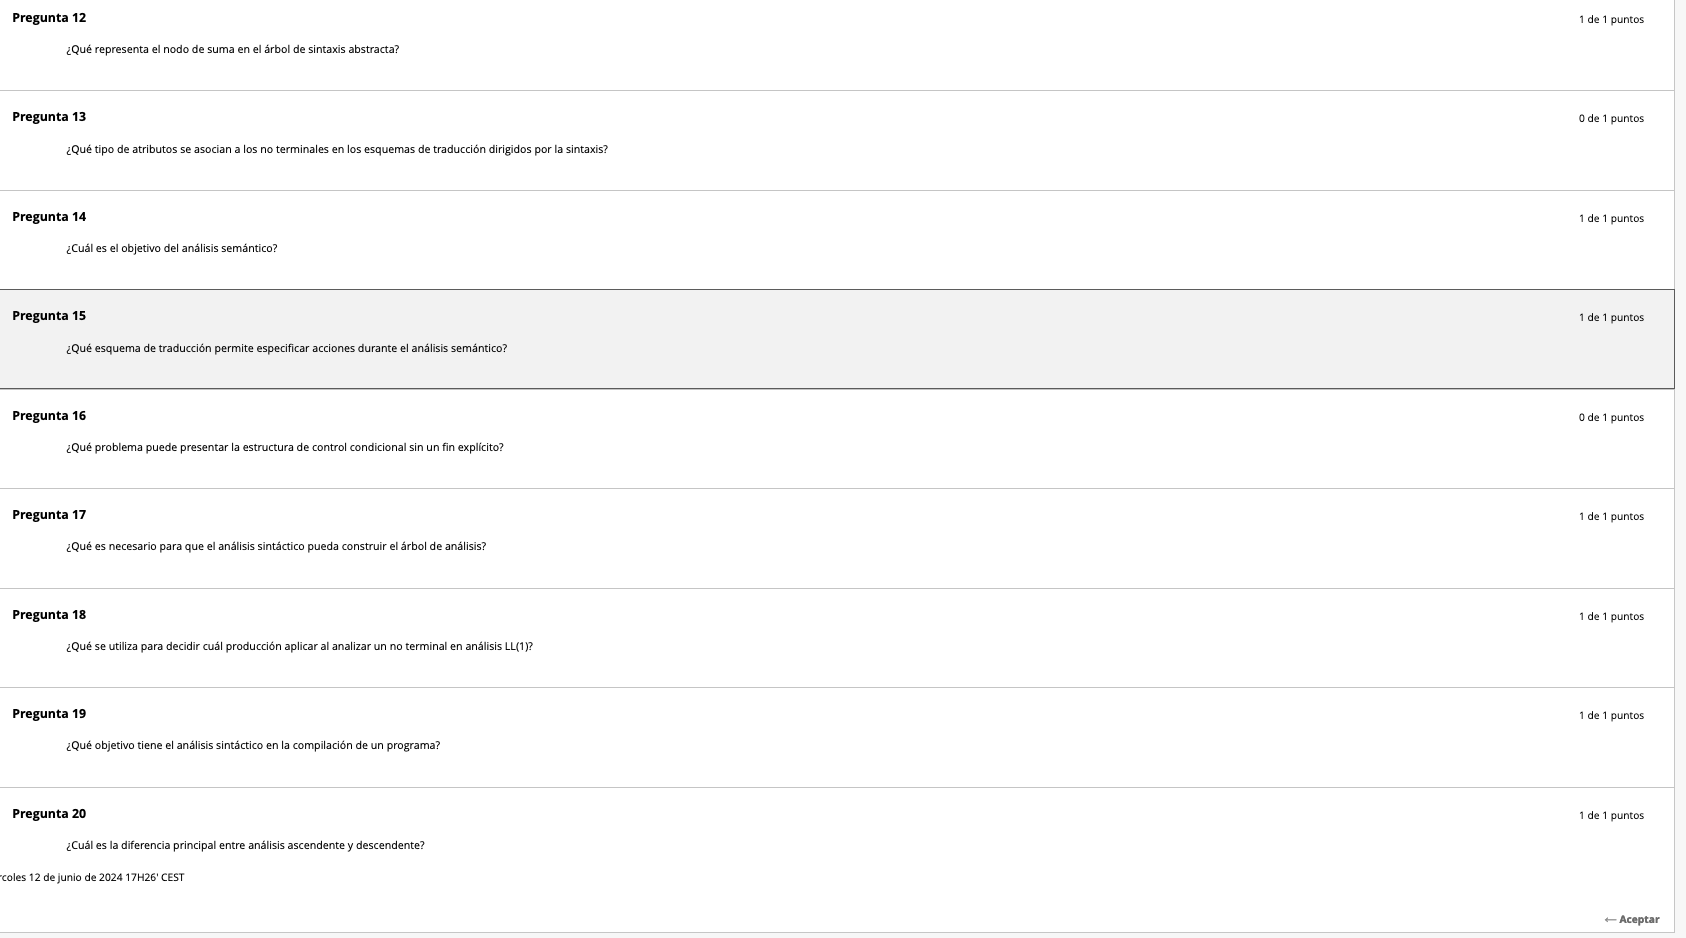 Pregunta 12
1 de 1 puntos
¿Qué representa el nodo de suma en el árbol de sintaxis abstracta?
Pregunta 13
0 de 1 puntos
¿Qué tipo de atributos se asocian a los no terminales en los esquemas de traducción dirigidos por la sintaxis?
Pregunta 14
1 de 1 puntos
¿Cuál es el objetivo del análisis semántico?
Pregunta 15
1 de 1 puntos
¿Qué esquema de traducción permite especificar acciones durante el análisis semántico?
Pregunta 16
0 de 1 puntos
¿Qué problema puede presentar la estructura de control condicional sin un fin explícito?
Pregunta 17
1 de 1 puntos
¿Qué es necesario para que el análisis sintáctico pueda construir el árbol de análisis?
Pregunta 18
1 de 1 puntos
¿Qué se utiliza para decidir cuál producción aplicar al analizar un no terminal en análisis LL(1)?
Pregunta 19
1 de 1 puntos
¿Qué objetivo tiene el análisis sintáctico en la compilación de un programa?
Pregunta 20
1 de 1 puntos
¿Cuál es la diferencia principal entre análisis ascendente y descendente?
rcoles 12 de junio de 2024 17H26' CEST
← Aceptar